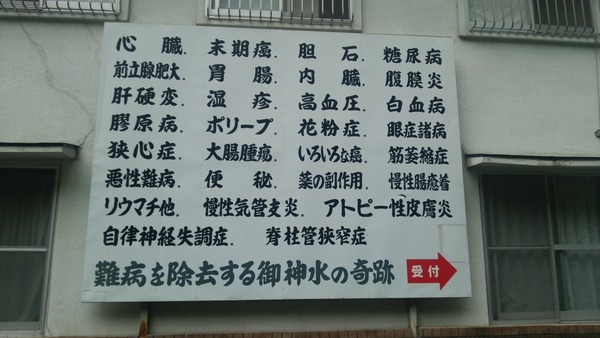 心臓. 末期癌. 胆石. 糖尿病
前立腺肥大. 胃腸. 内臓. 腹膜炎
肝硬変. 湿疹. 高血圧. 白血病
膠原病. ポリープ. 花粉症. 眼症諸病
狭心症. 大腸腫瘍. いろいろな癌. 筋萎縮症
悪性難病. 便秘. 薬の副作用. 慢性腸癒着
リウマチ他. 慢性気管支炎. アトピー性皮膚炎
自律神経失調症. 脊柱管狭窄症
難病を除去する御神水の奇跡 受付